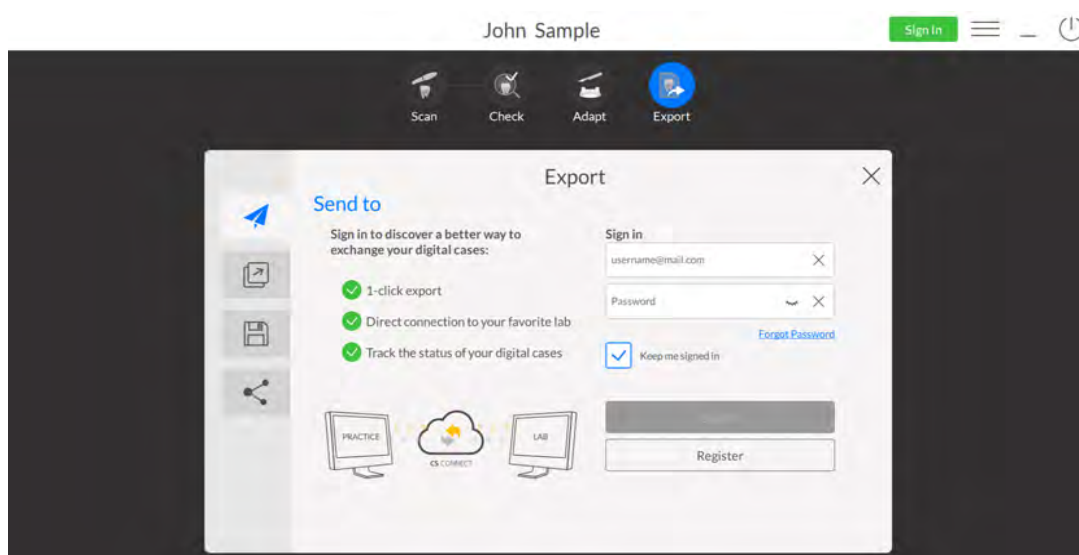 John Sample
Sign In
Scan
Check
Adapt
Export
Export
Send to
Sign in to discover a better way to
exchange your digital cases:
1-click export
Direct connection to your favorite lab
Track the status of your digital cases
PRACTICE
CS CONNECT
LAB
Sign in
username@mail.com
Password
Forgot Password
Keep me signed in
Register